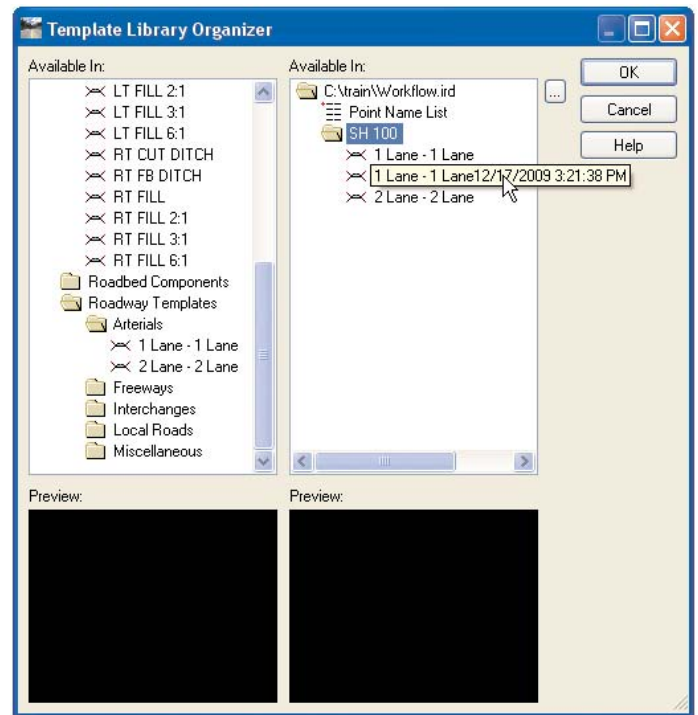 Template Library Organizer
Available In:
LT FILL 2:1
LT FILL 3:1
LT FILL 6:1
RT CUT DITCH
RT FB DITCH
RT FILL
RT FILL 2:1
RT FILL 3:1
RT FILL 6:1
Roadbed Components
Roadway Templates
Arterials
1 Lane - 1 Lane
2 Lane - 2 Lane
Freeways
Interchanges
Local Roads
Miscellaneous
Available In:
C:\train\Workflow.ird
Point Name List
SH 100
1 Lane - 1 Lane
1 Lane - 1 Lane12/17/2009 3:21:38 PM
2 Lane - 2 Lane
...
OK
Cancel
Help
Preview:
Preview: